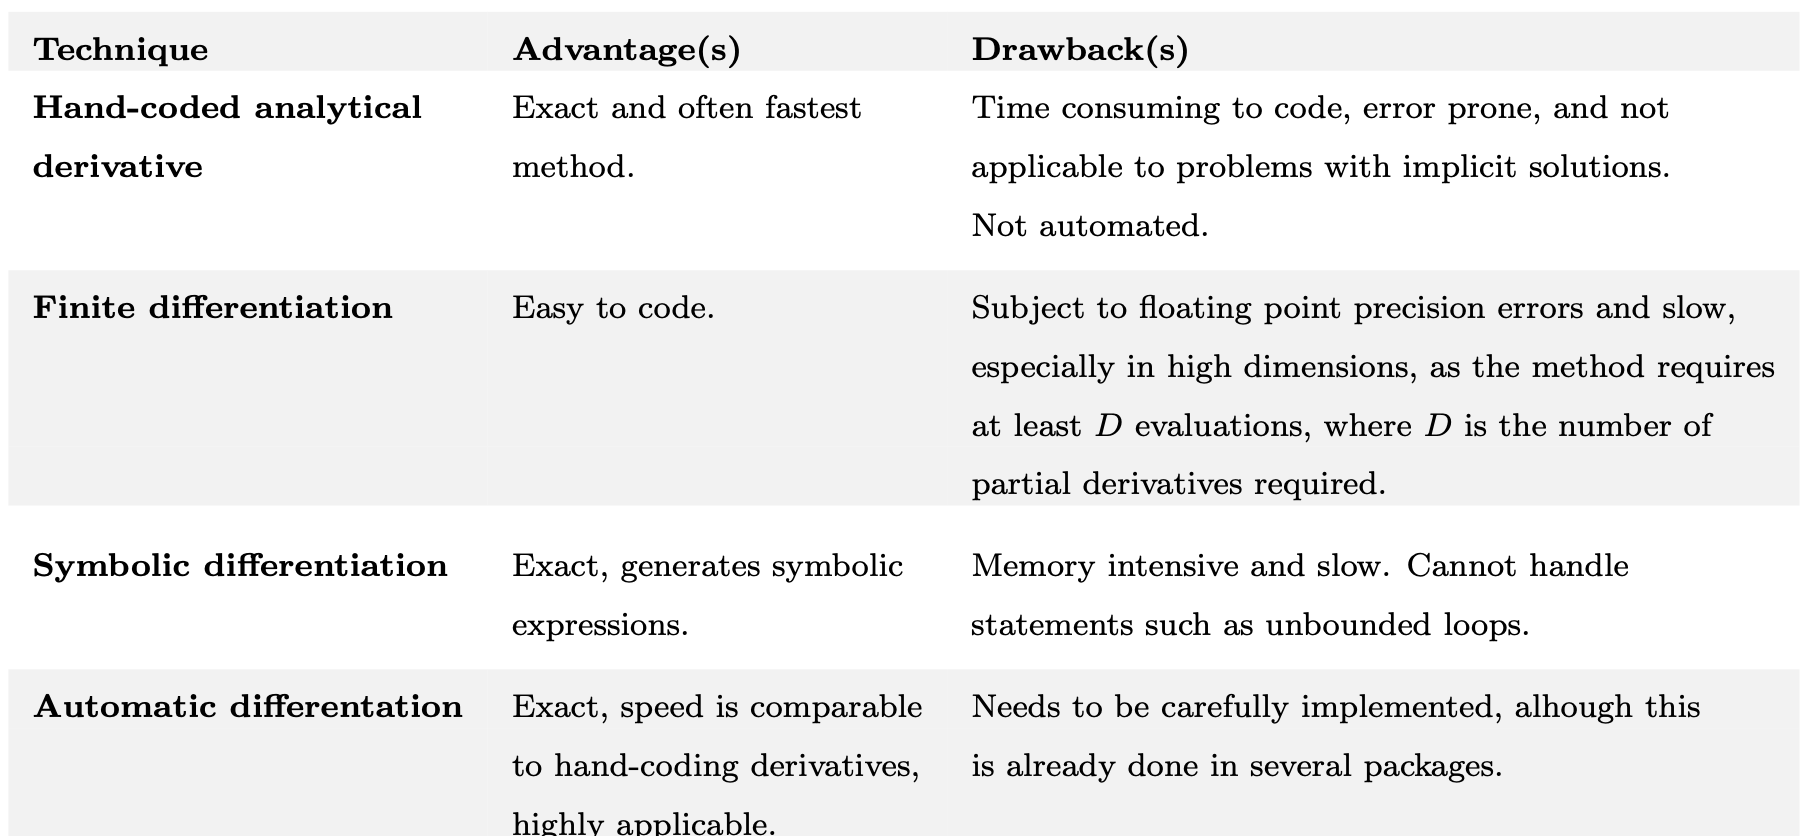 Technique Advantage(s) Drawback(s)
Hand-coded analytical Exact and often fastest Time consuming to code, error prone, and not
derivative method. applicable to problems with implicit solutions.
Not automated.
Finite differentiation Easy to code. Subject to floating point precision errors and slow,
especially in high dimensions, as the method requires
at least D evaluations, where D is the number of
partial derivatives required.
Symbolic differentiation Exact, generates symbolic Memory intensive and slow. Cannot handle
expressions. statements such as unbounded loops.
Automatic differentation Exact, speed is comparable Needs to be carefully implemented, alhough this
to hand-coding derivatives, is already done in several packages.
highly applicable.